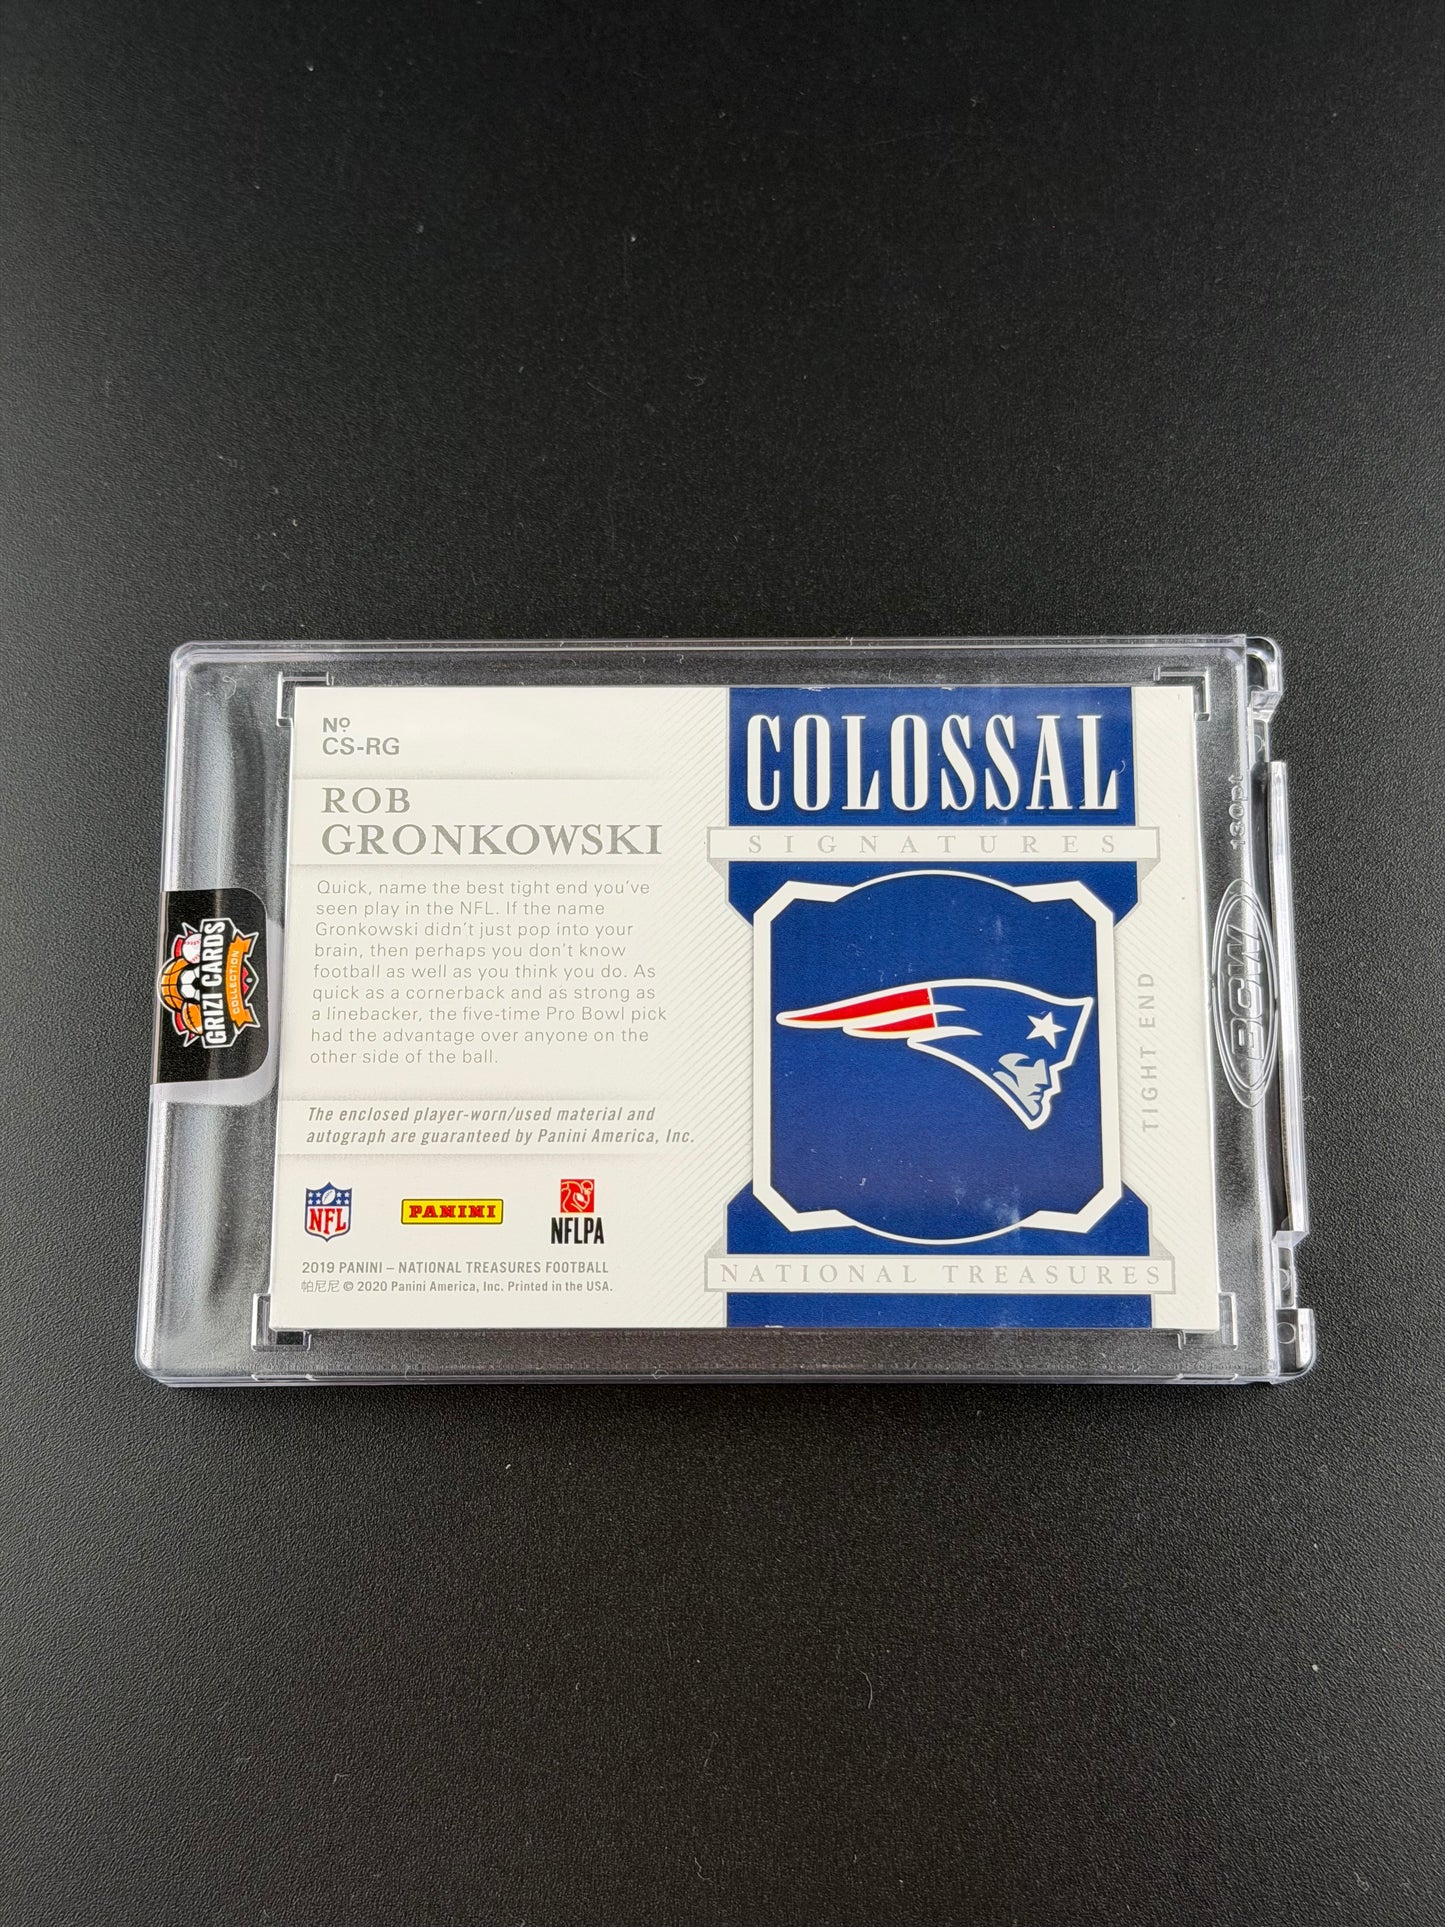 Nº
CS-RG
ROB
GRONKOWSKI
Quick, name the best tight end you've
seen play in the NFL. If the name
Gronkowski didn't just pop into your
brain, then perhaps you don't know
football as well as you think you do. As
quick as a cornerback and as strong as
a linebacker, the five-time Pro Bowl pick
had the advantage over anyone on the
other side of the ball.
The enclosed player-worn/used material and
autograph are guaranteed by Panini America, Inc.
NFL
PANINI
NFLPA
2019 PANINI – NATIONAL TREASURES FOOTBALL
帕尼尼 © 2020 Panini America, Inc. Printed in the USA.
COLOSSAL
SIGNATURES
NATIONAL TREASURES
TIGHT END
GRIZI CARDS
COLLECTION
130pt
BCW